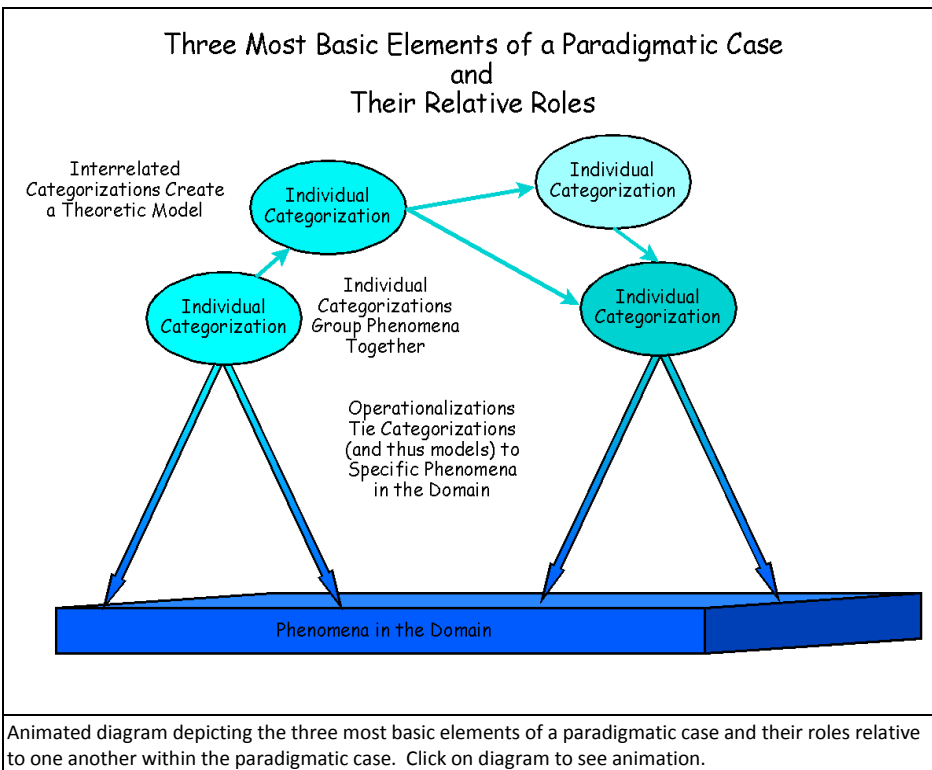 Three Most Basic Elements of a Paradigmatic Case
and
Their Relative Roles
Interrelated
Categorizations Create
a Theoretic Model
Individual
Categorization
Individual
Categorization
Individual
Categorization
Individual
Categorizations
Group Phenomena
Together
Individual
Categorization
Operationalizations
Tie Categorizations
(and thus models) to
Specific Phenomena
in the Domain
Phenomena in the Domain
Animated diagram depicting the three most basic elements of a paradigmatic case and their roles relative
to one another within the paradigmatic case.  Click on diagram to see animation.